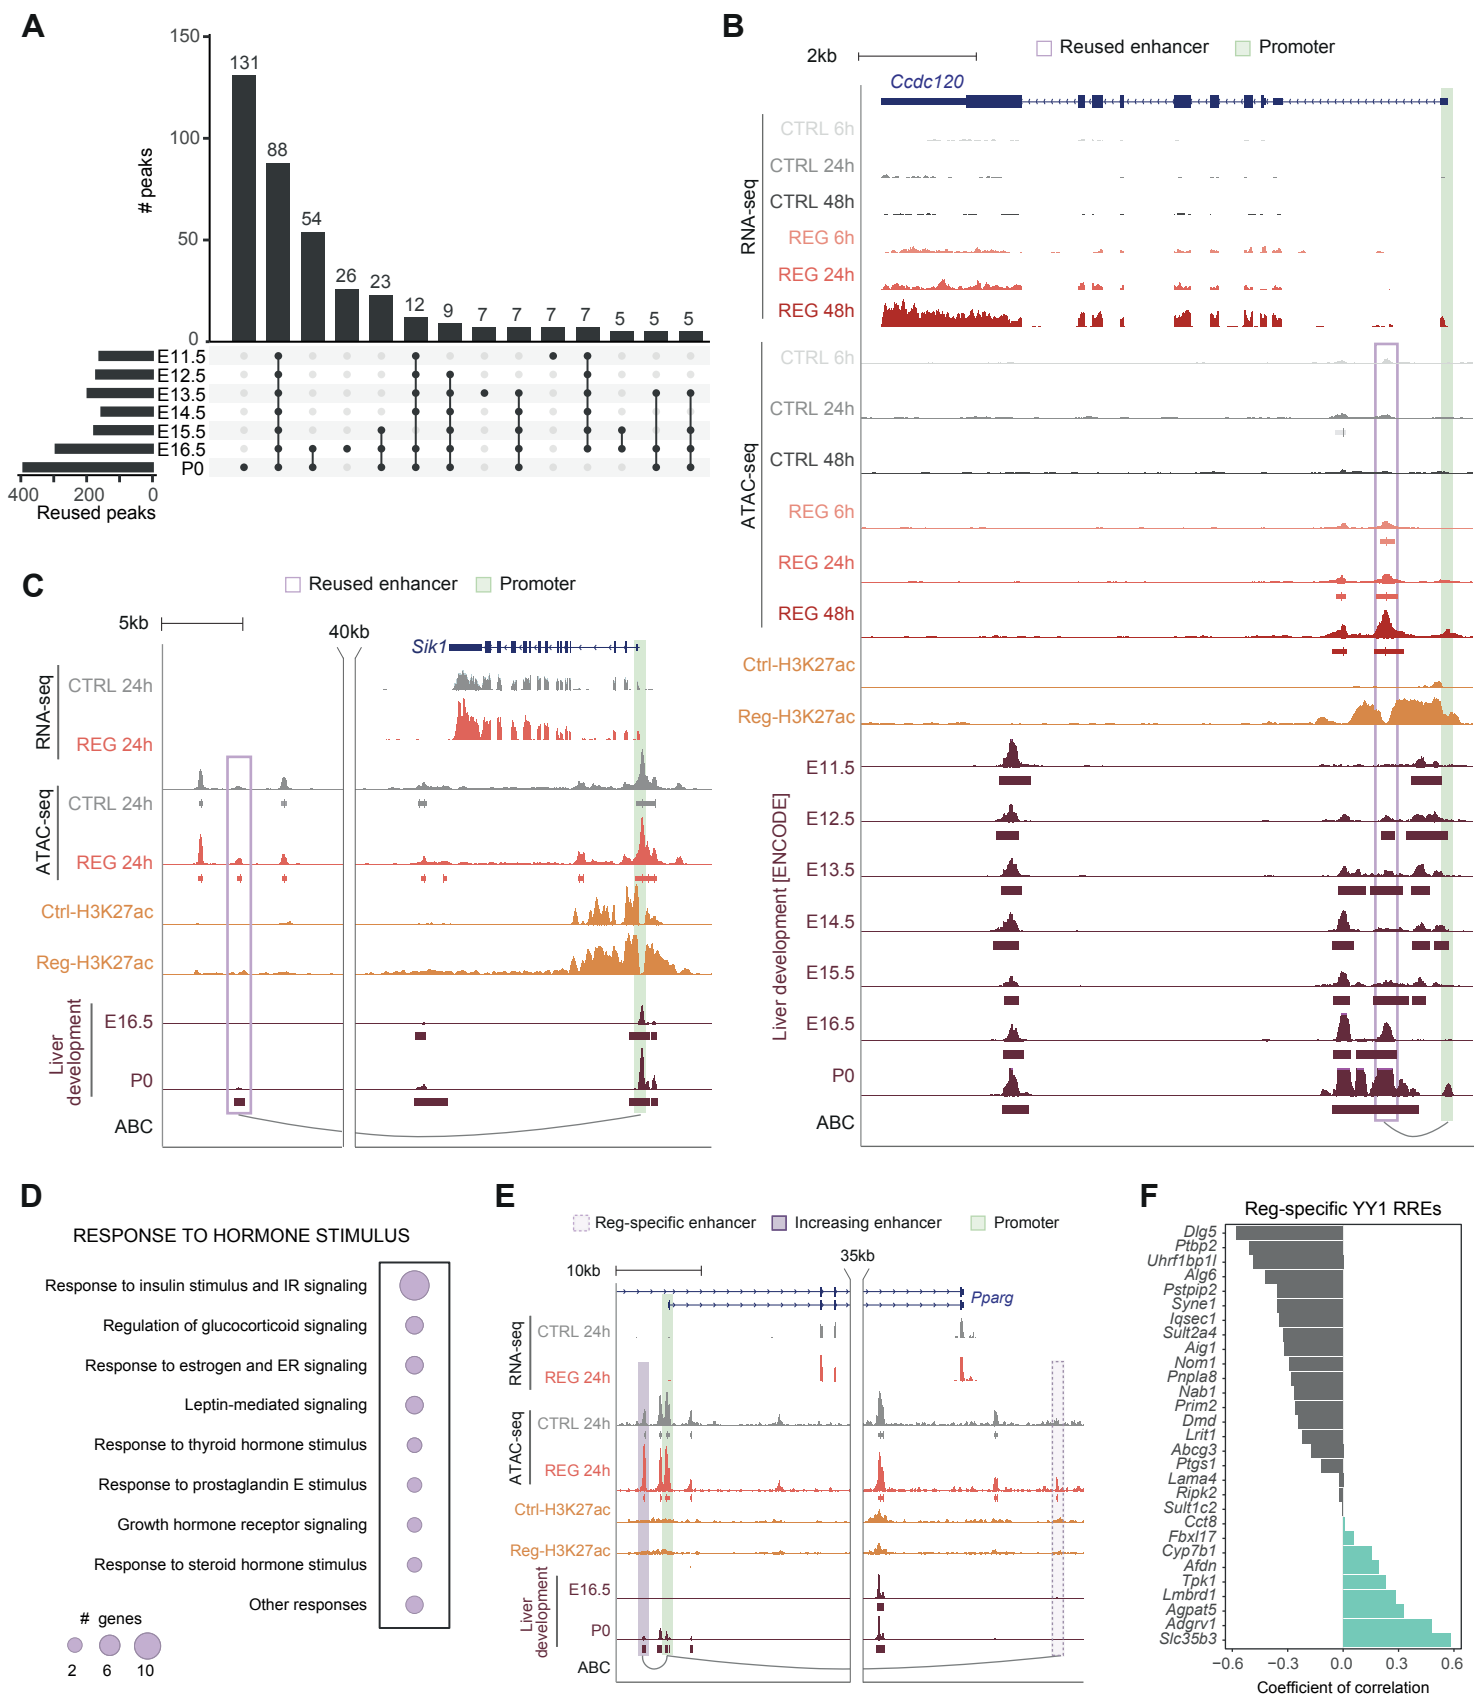 A
150
100
50
0
# peaks
131
88
54
26
23
12
9
7
7
7
7
5
5
5
E11.5
E12.5
E13.5
E14.5
E15.5
E16.5
P0
400
200
0
Reused peaks
B
2kb
Reused enhancer
Promoter
Ccdc120
RNA-seq
CTRL 6h
CTRL 24h
CTRL 48h
REG 6h
REG 24h
REG 48h
ATAC-seq
CTRL 6h
CTRL 24h
CTRL 48h
REG 6h
REG 24h
REG 48h
Ctrl-H3K27ac
Reg-H3K27ac
Liver development [ENCODE]
E11.5
E12.5
E13.5
E14.5
E15.5
E16.5
P0
ABC
C
Reused enhancer
Promoter
5kb
40kb
Sik1
RNA-seq
CTRL 24h
REG 24h
ATAC-seq
CTRL 24h
REG 24h
Ctrl-H3K27ac
Reg-H3K27ac
Liver
development
E16.5
P0
ABC
D
RESPONSE TO HORMONE STIMULUS
Response to insulin stimulus and IR signaling
Regulation of glucocorticoid signaling
Response to estrogen and ER signaling
Leptin-mediated signaling
Response to thyroid hormone stimulus
Response to prostaglandin E stimulus
Growth hormone receptor signaling
Response to steroid hormone stimulus
Other responses
# genes
2
6
10
E
Reg-specific enhancer
Increasing enhancer
Promoter
10kb
35kb
Pparg
RNA-seq
CTRL 24h
REG 24h
ATAC-seq
CTRL 24h
REG 24h
Ctrl-H3K27ac
Reg-H3K27ac
Liver
development
E16.5
P0
ABC
F
Reg-specific YY1 RREs
Dlg5
Ptbp2
Uhrf1bp1l
Alg6
Pstpip2
Syne1
Iqsec1
Sult2a4
Aig1
Nom1
Pnpla8
Nab1
Prim2
Dmd
Lrit1
Abcg3
Ptgs1
Lama4
Ripk2
Sult1c2
Cct8
Fbxl17
Cyp7b1
Afdn
Tpk1
Lmbrd1
Agpat5
Adgrv1
Slc35b3
−0.6
−0.3
0.0
0.3
0.6
Coefficient of correlation